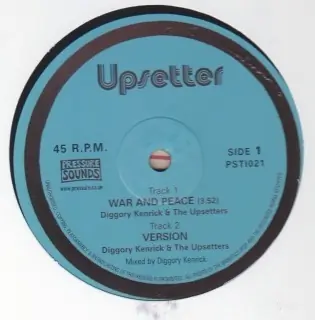 Upsetter
45 R.P.M.
SIDE 1
PSTI021
PRESSURE
SOUNDS
Track 1
WAR AND PEACE (3:52)
Diggory Kenrick & The Upsetters
Track 2
VERSION
Diggory Kenrick & The Upsetters
Mixed by Diggory Kenrick